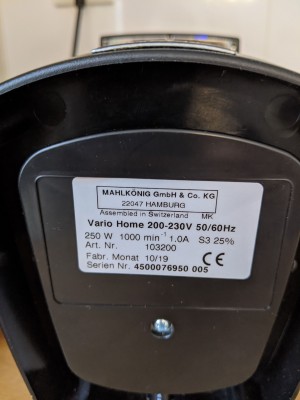 MAHLKÖNIG GmbH & Co. KG
22047 HAMBURG
Assembled in Switzerland MK
Vario Home 200-230V 50/60Hz
250 W 1000 min⁻¹ 1.0A S3 25%
Art. Nr. 103200
Fabr. Monat 10/19 CE
Serien Nr. 4500076950 005